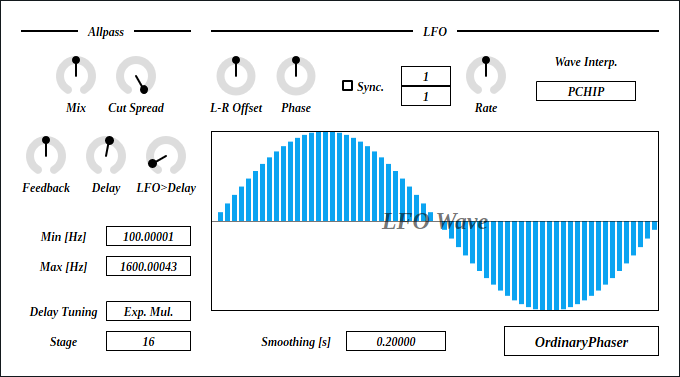 Allpass
LFO
Mix
Cut Spread
L-R Offset
Phase
Sync.
1
1
Rate
Wave Interp.
PCHIP
Feedback
Delay
LFO>Delay
LFO Wave
Min [Hz]
100.00001
Max [Hz]
1600.00043
Delay Tuning
Exp. Mul.
Stage
16
Smoothing [s]
0.20000
OrdinaryPhaser